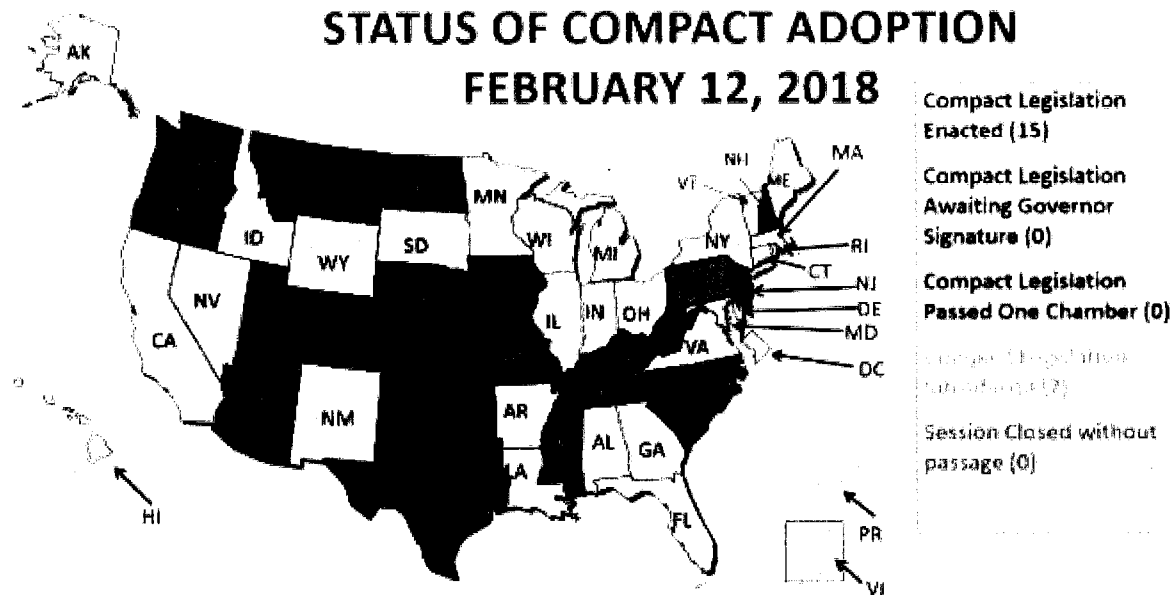 STATUS OF COMPACT ADOPTION
FEBRUARY 12, 2018
AK
Compact Legislation
Enacted (15)
Compact Legislation
Awaiting Governor
Signature (0)
Compact Legislation
Passed One Chamber (0)
Session Closed without
passage (0)
MN
ID
WY
SD
WI
MI
NY
NH
VT
ME
MA
RI
CT
NJ
DE
MD
DC
NV
CA
IL
IN
OH
VA
NM
AR
LA
AL
GA
FL
HI
PR
VI